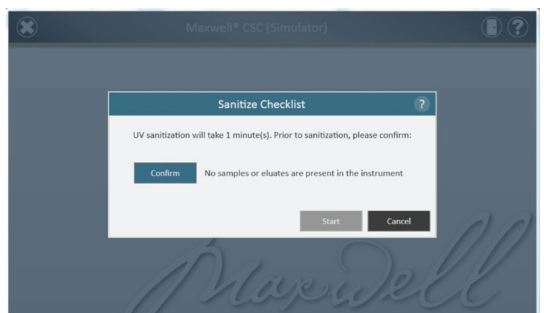 Maxwell® CSC (Simulator)
?
Sanitize Checklist
?
UV sanitization will take 1 minute(s). Prior to sanitization, please confirm:
Confirm No samples or eluates are present in the instrument
Start Cancel
Maxwell